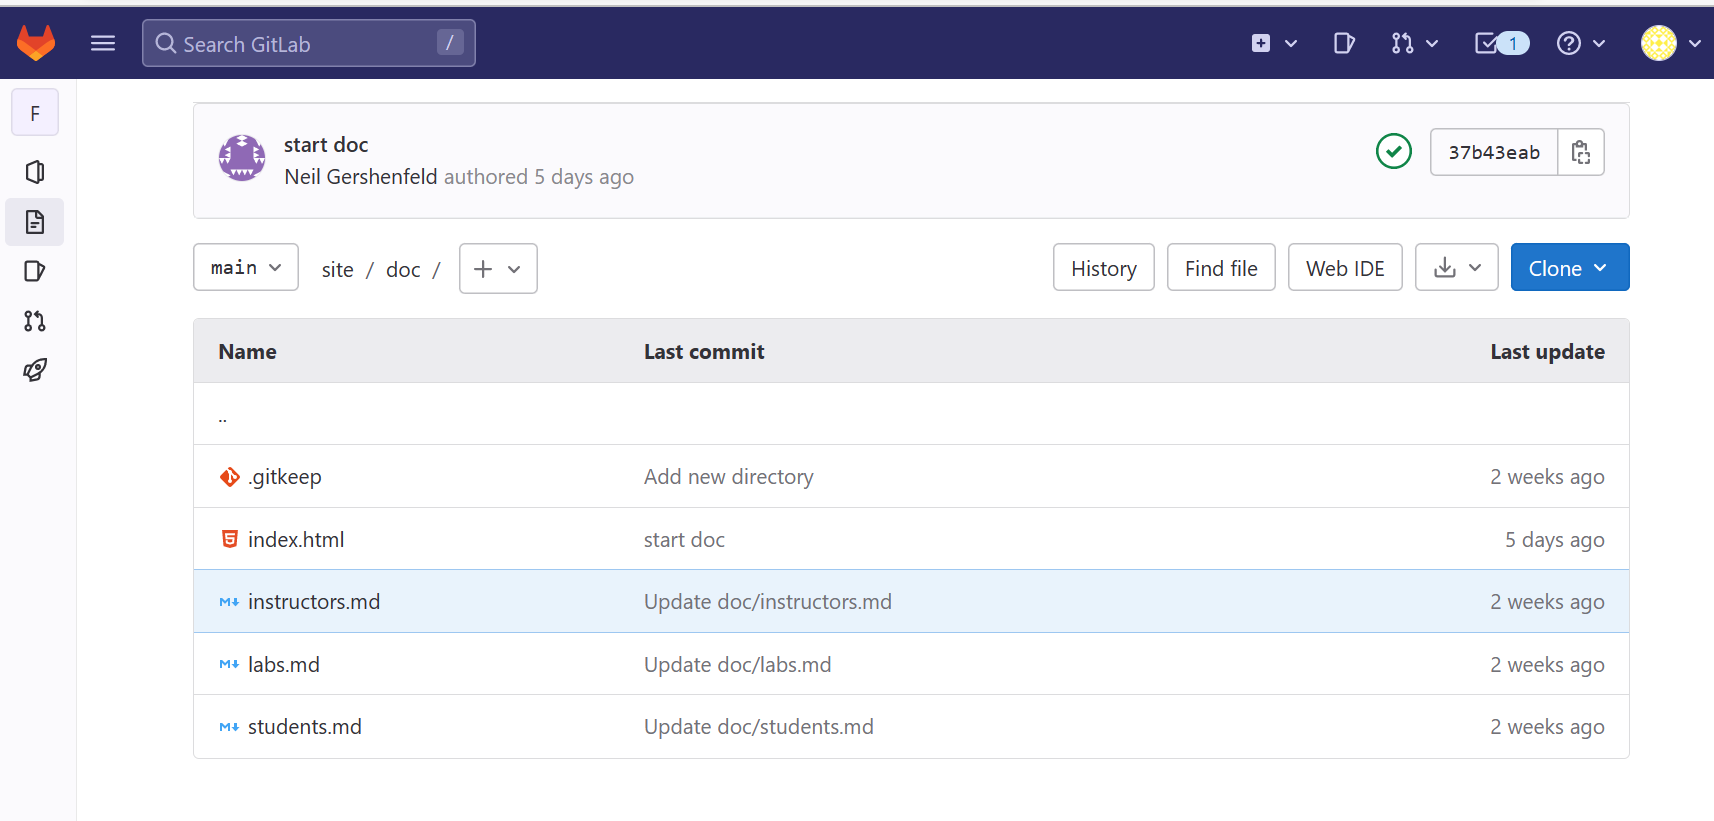 Search GitLab /
1
F
start doc
Neil Gershenfeld authored 5 days ago
37b43eab
main site / doc / + History Find file Web IDE Clone
Name Last commit Last update
..
.gitkeep Add new directory 2 weeks ago
index.html start doc 5 days ago
instructors.md Update doc/instructors.md 2 weeks ago
labs.md Update doc/labs.md 2 weeks ago
students.md Update doc/students.md 2 weeks ago